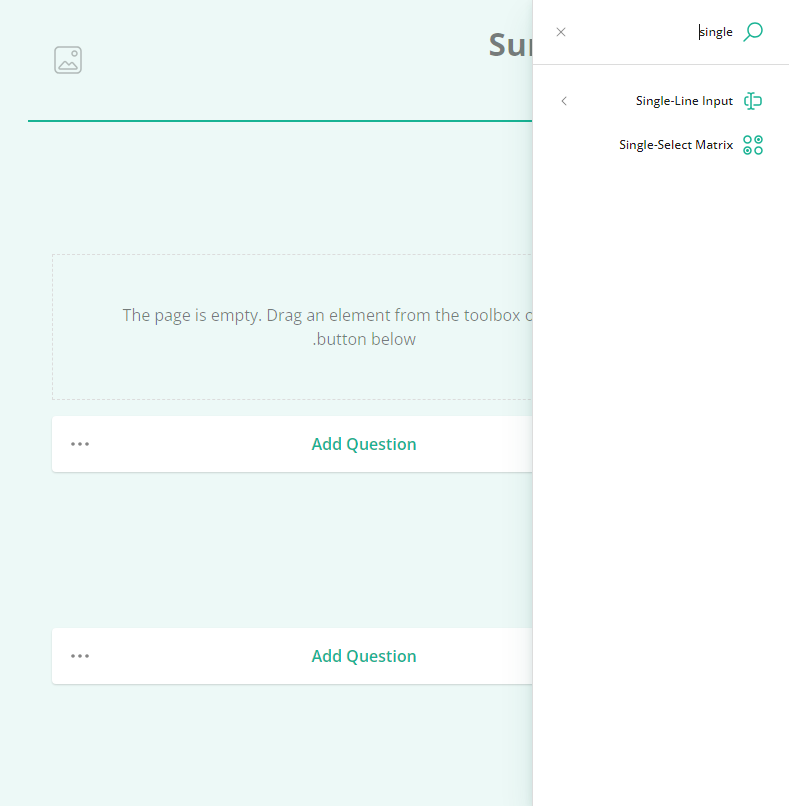 single
Single-Line Input
Single-Select Matrix
The page is empty. Drag an element from the toolbox
.button below
Add Question
Add Question